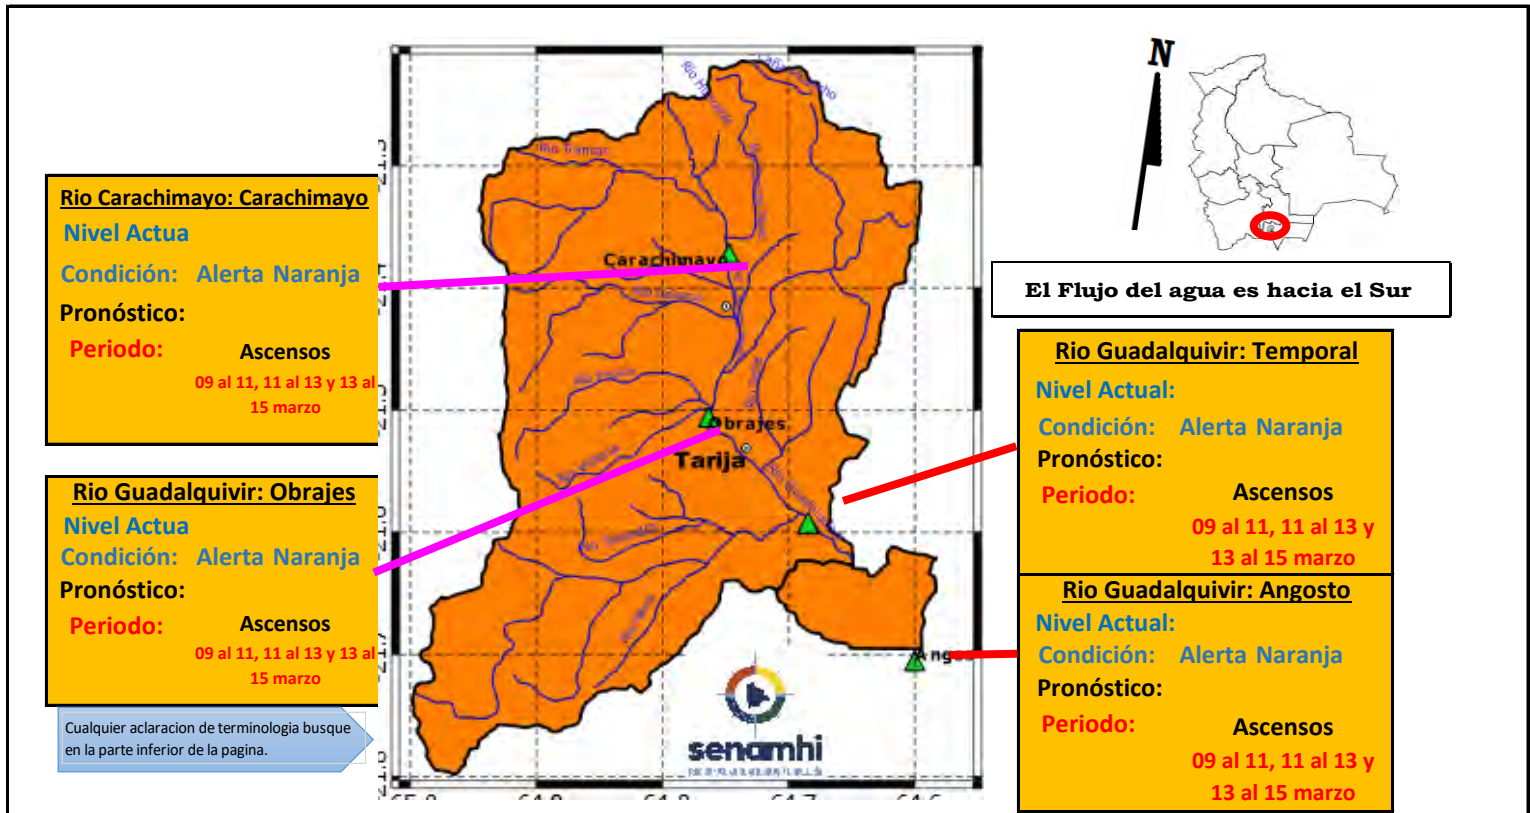 Rio Carachimayo: Carachimayo
Nivel Actua
Condición: Alerta Naranja
Pronóstico:
Periodo: Ascensos
09 al 11, 11 al 13 y 13 al
15 marzo
Rio Guadalquivir: Obrajes
Nivel Actua
Condición: Alerta Naranja
Pronóstico:
Periodo: Ascensos
09 al 11, 11 al 13 y 13 al
15 marzo
Cualquier aclaracion de terminologia busque
en la parte inferior de la pagina.
Carachimayo
Obrajes
Tarija
senamhi
N
El Flujo del agua es hacia el Sur
Rio Guadalquivir: Temporal
Nivel Actual:
Condición: Alerta Naranja
Pronóstico:
Periodo: Ascensos
09 al 11, 11 al 13 y
13 al 15 marzo
Rio Guadalquivir: Angosto
Nivel Actual:
Condición: Alerta Naranja
Pronóstico:
Periodo: Ascensos
09 al 11, 11 al 13 y
13 al 15 marzo